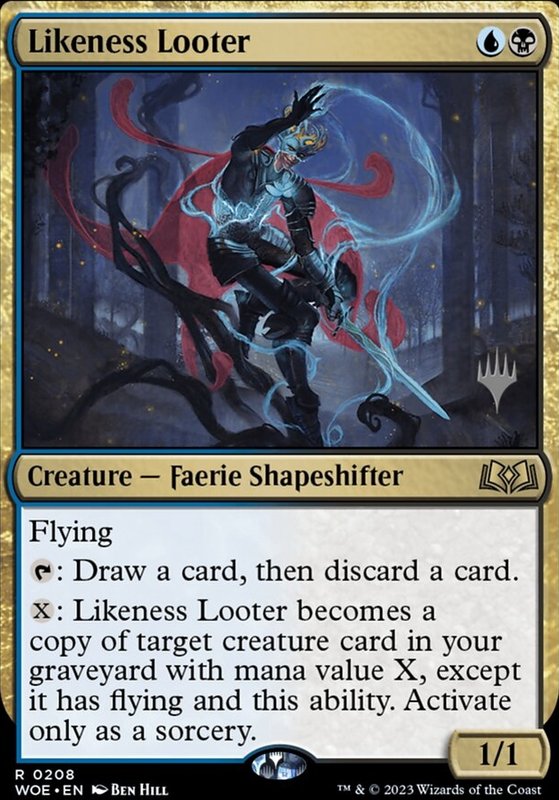 Likeness Looter
Creature — Faerie Shapeshifter
Flying
: Draw a card, then discard a card.
X: Likeness Looter becomes a
copy of target creature card in your
graveyard with mana value X, except
it has flying and this ability. Activate
only as a sorcery.
1/1
R 0208
WOE • EN BEN HILL
™ & © 2023 Wizards of the Coast